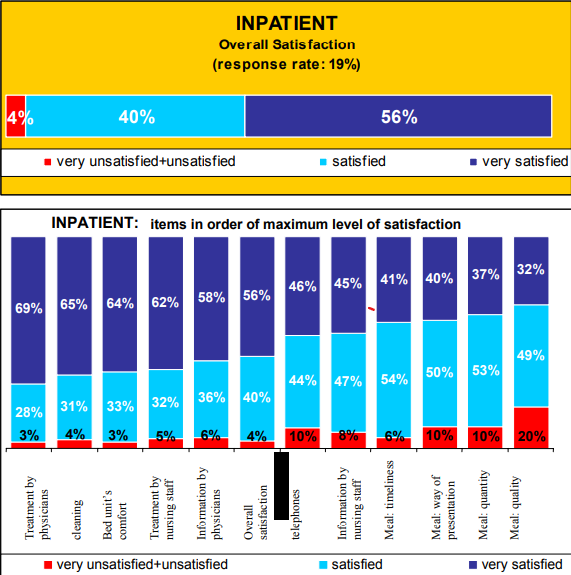 INPATIENT
Overall Satisfaction
(response rate: 19%)
4% 40% 56%
very unsatisfied+unsatisfied satisfied very satisfied
INPATIENT: items in order of maximum level of satisfaction
69% 65% 64% 62% 58% 56% 46% 45% 41% 40% 37% 32%
28% 31% 33% 32% 36% 40% 44% 47% 54% 50% 53% 49%
3% 4% 3% 5% 6% 4% 10% 8% 6% 10% 10% 20%
Treatment by
physicians
cleaning
Bed unit's
comfort
Treatment by
nursing staff
Information by
physicians
Overall
satisfaction
telephones
Information by
nursing staff
Meal: timeliness
Meal: way of
presentation
Meal: quantity
Meal: quality
very unsatisfied+unsatisfied satisfied very satisfied